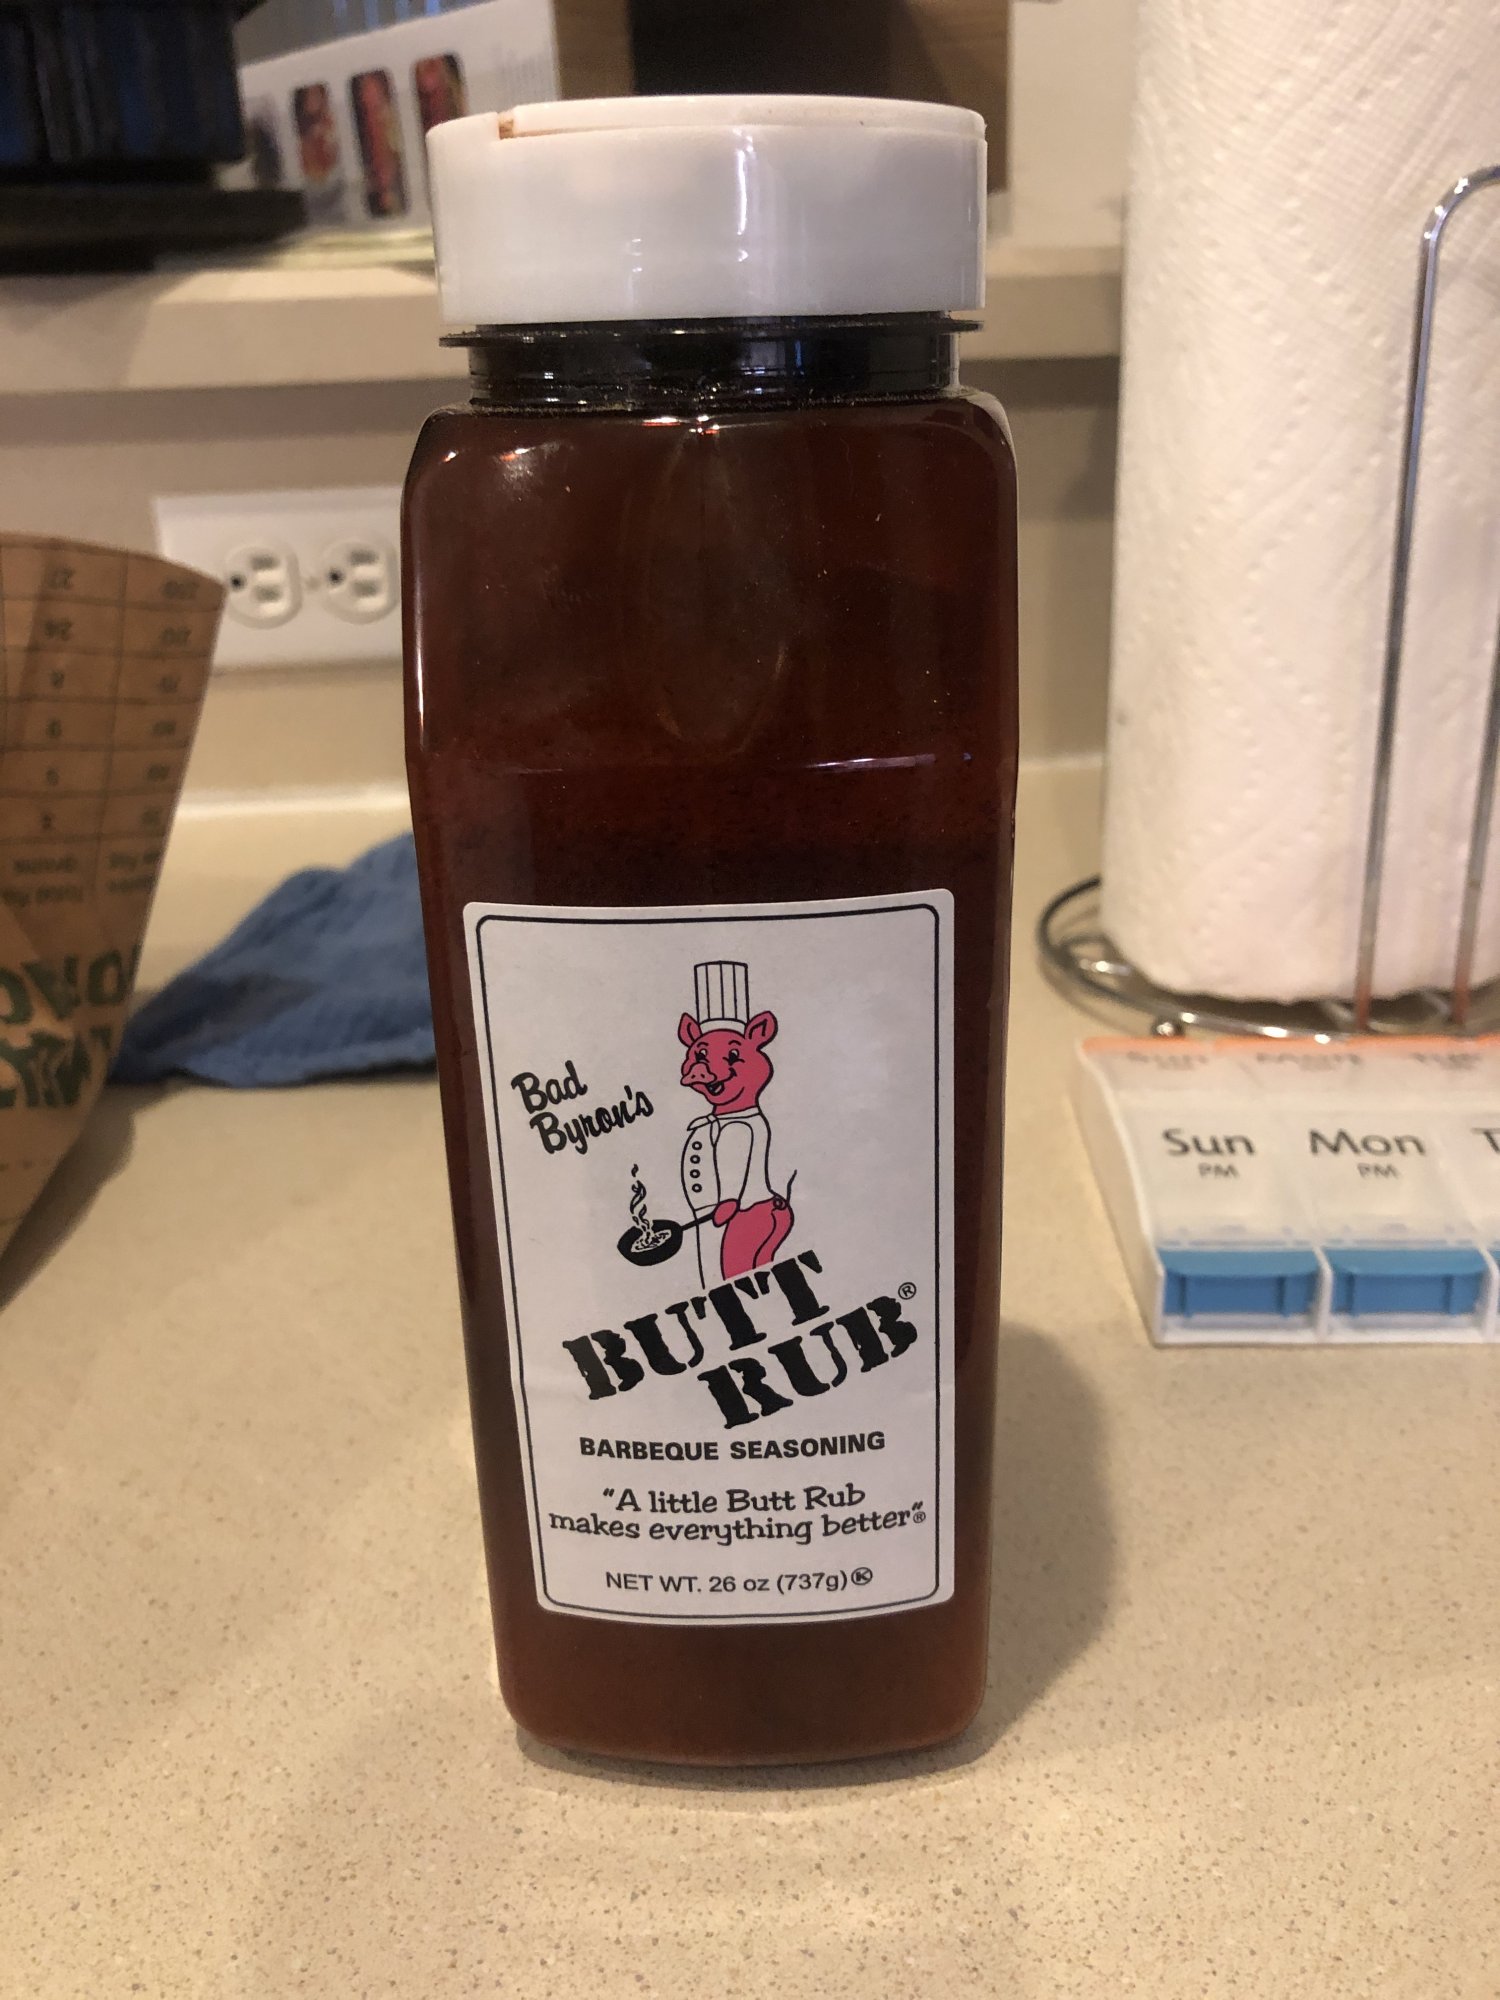 Bad
Byron's
BUTT
RUB®
BARBEQUE SEASONING
"A little Butt Rub
makes everything better"®
NET WT. 26 oz (737g) Ⓚ
Sun
PM
Mon
PM